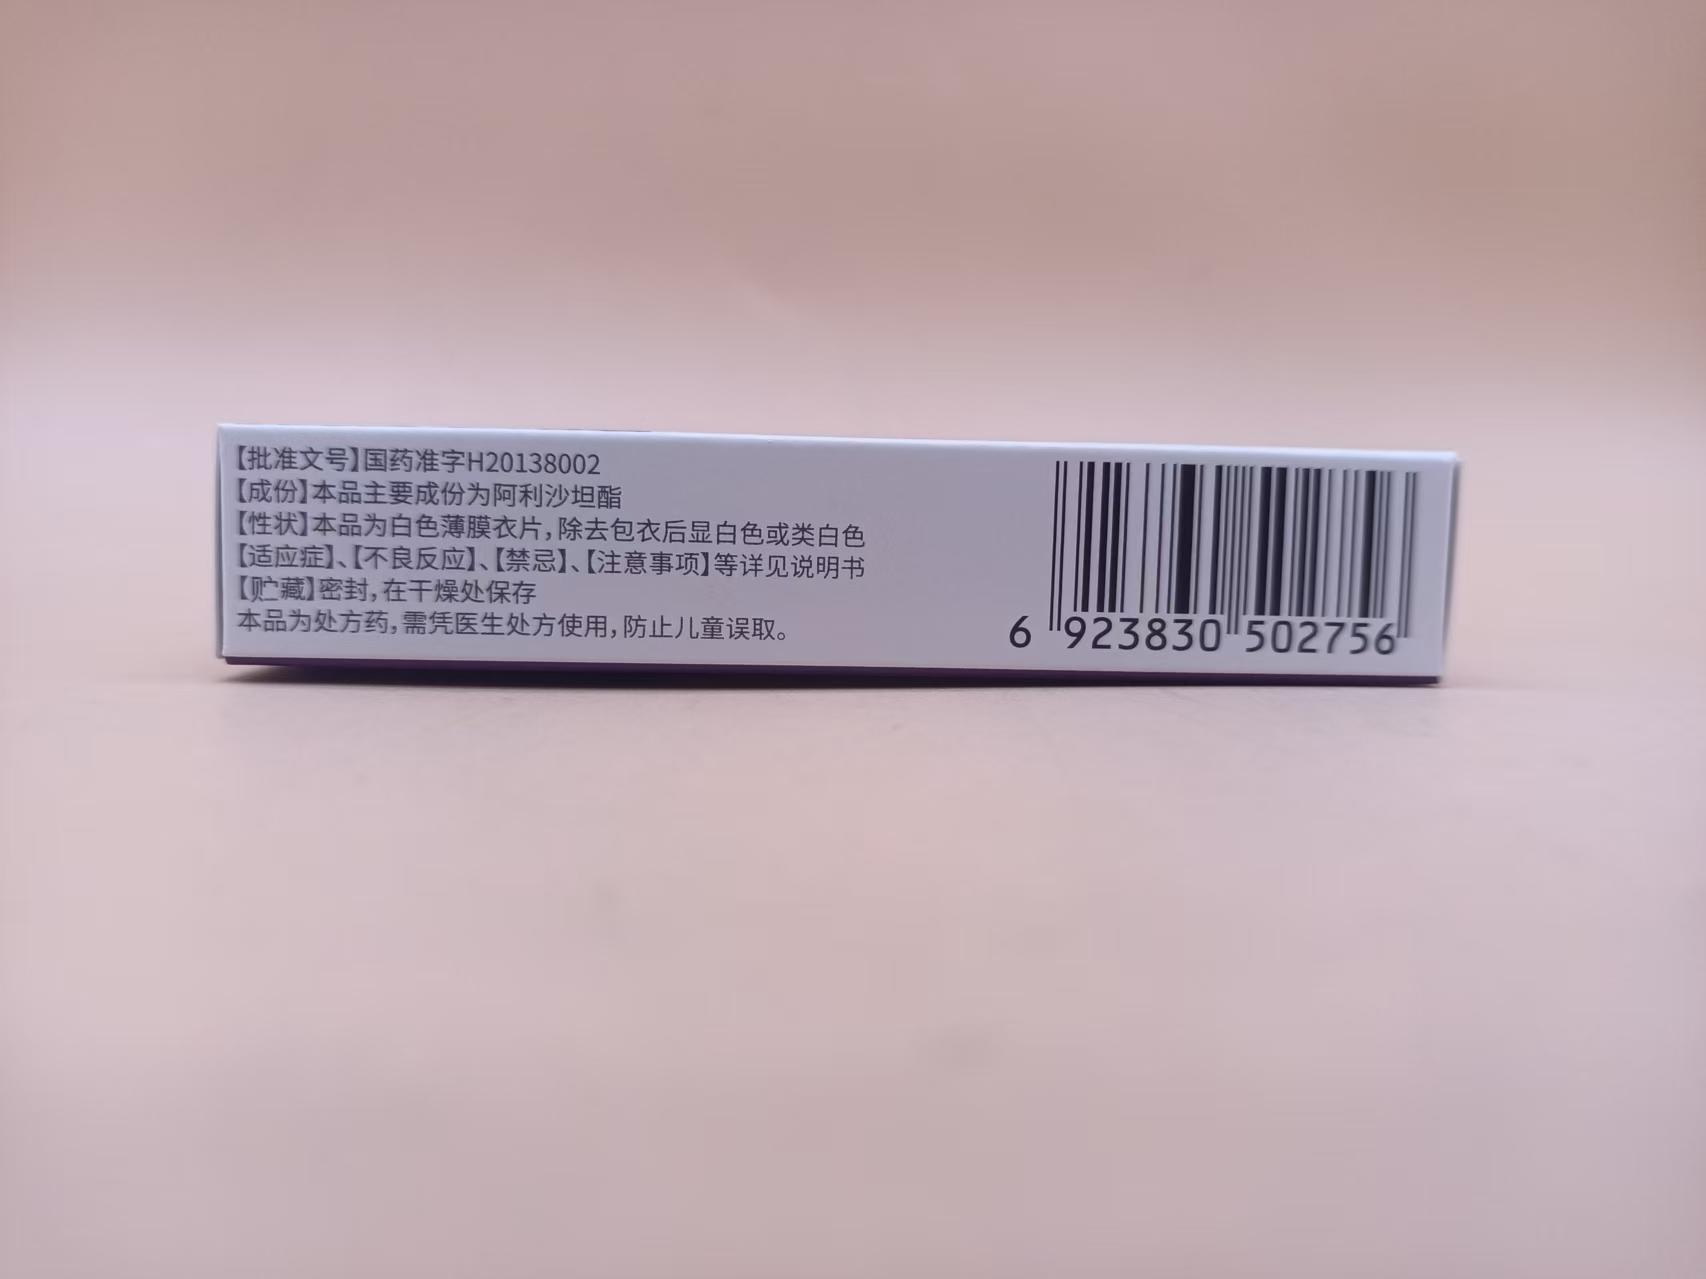 【批准文号】国药准字H20138002
【成份】本品主要成份为阿利沙坦酯
【性状】本品为白色薄膜衣片,除去包衣后显白色或类白色
【适应症】、【不良反应】、【禁忌】、【注意事项】等详见说明书
【贮藏】密封,在干燥处保存
本品为处方药,需凭医生处方使用,防止儿童误取。
6 923830 502756